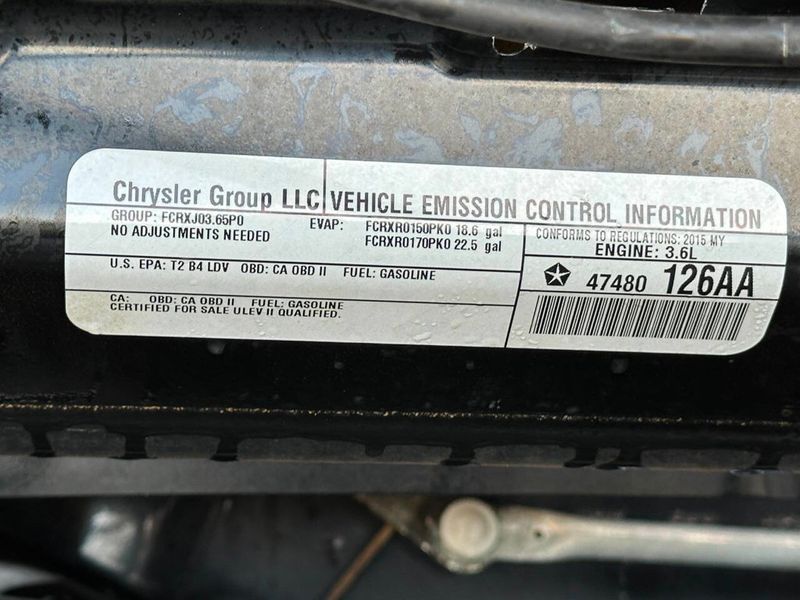 Chrysler Group LLC VEHICLE EMISSION CONTROL INFORMATION
GROUP: FCRXJ03.65P0 EVAP: FCRXR0150PK0 18.6 gal
NO ADJUSTMENTS NEEDED FCRXR0170PK0 22.5 gal
CONFORMS TO REGULATIONS: 2015 MY
ENGINE: 3.6L
U.S. EPA: T2 B4 LDV OBD: CA OBD II FUEL: GASOLINE
47480 126AA
CA: OBD: CA OBD II FUEL: GASOLINE
CERTIFIED FOR SALE ULEV II QUALIFIED.